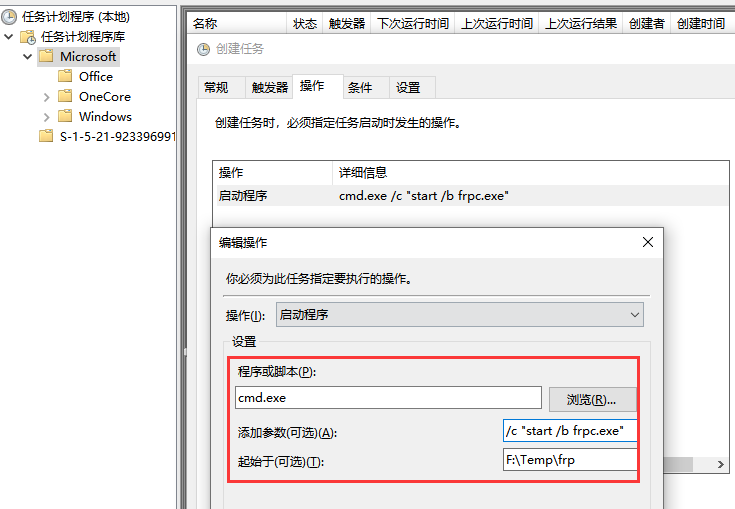 任务计划程序 (本地)
任务计划程序库
Microsoft
Office
OneCore
Windows
S-1-5-21-923396991
名称 状态 触发器 下次运行时间 上次运行时间 上次运行结果 创建者 创建时间
创建任务
常规 触发器 操作 条件 设置
创建任务时，必须指定任务启动时发生的操作。
操作 详细信息
启动程序 cmd.exe /c "start /b frpc.exe"
编辑操作
你必须为此任务指定要执行的操作。
操作(I): 启动程序
设置
程序或脚本(P):
cmd.exe 浏览(R)...
添加参数(可选)(A): /c "start /b frpc.exe"
起始于(可选)(T): F:\Temp\frp